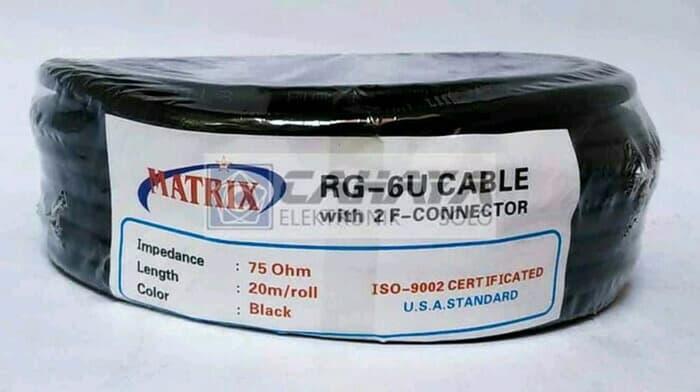 MATRIX
RG-6U CABLE
with 2 F-CONNECTOR
CAHAYA
ELEKTRONIK SOLO
Impedance : 75 Ohm
Length : 20m/roll
Color : Black
ISO-9002 CERTIFICATED
U.S.A.STANDARD